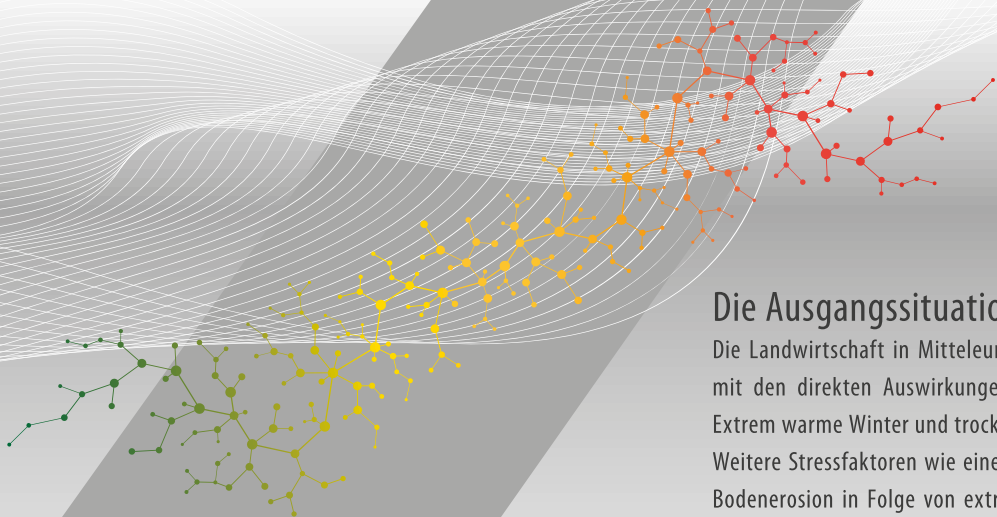 Die Ausgangssituatio
Die Landwirtschaft in Mitteleur
mit den direkten Auswirkunge
Extrem warme Winter und trock
Weitere Stressfaktoren wie eine
Bodenerosion in Folge von extr